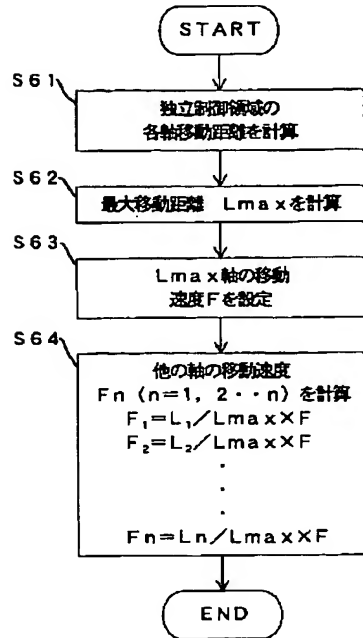 START
S61
独立制御領域の
各軸移動距離を計算
S62
最大移動距離 Lmaxを計算
S63
Lmax軸の移動
速度Fを設定
S64
他の軸の移動速度
Fn (n=1, 2‥n) を計算
F₁=L₁/Lmax×F
F₂=L₂/Lmax×F
・
・
・
Fn=Ln/Lmax×F
END